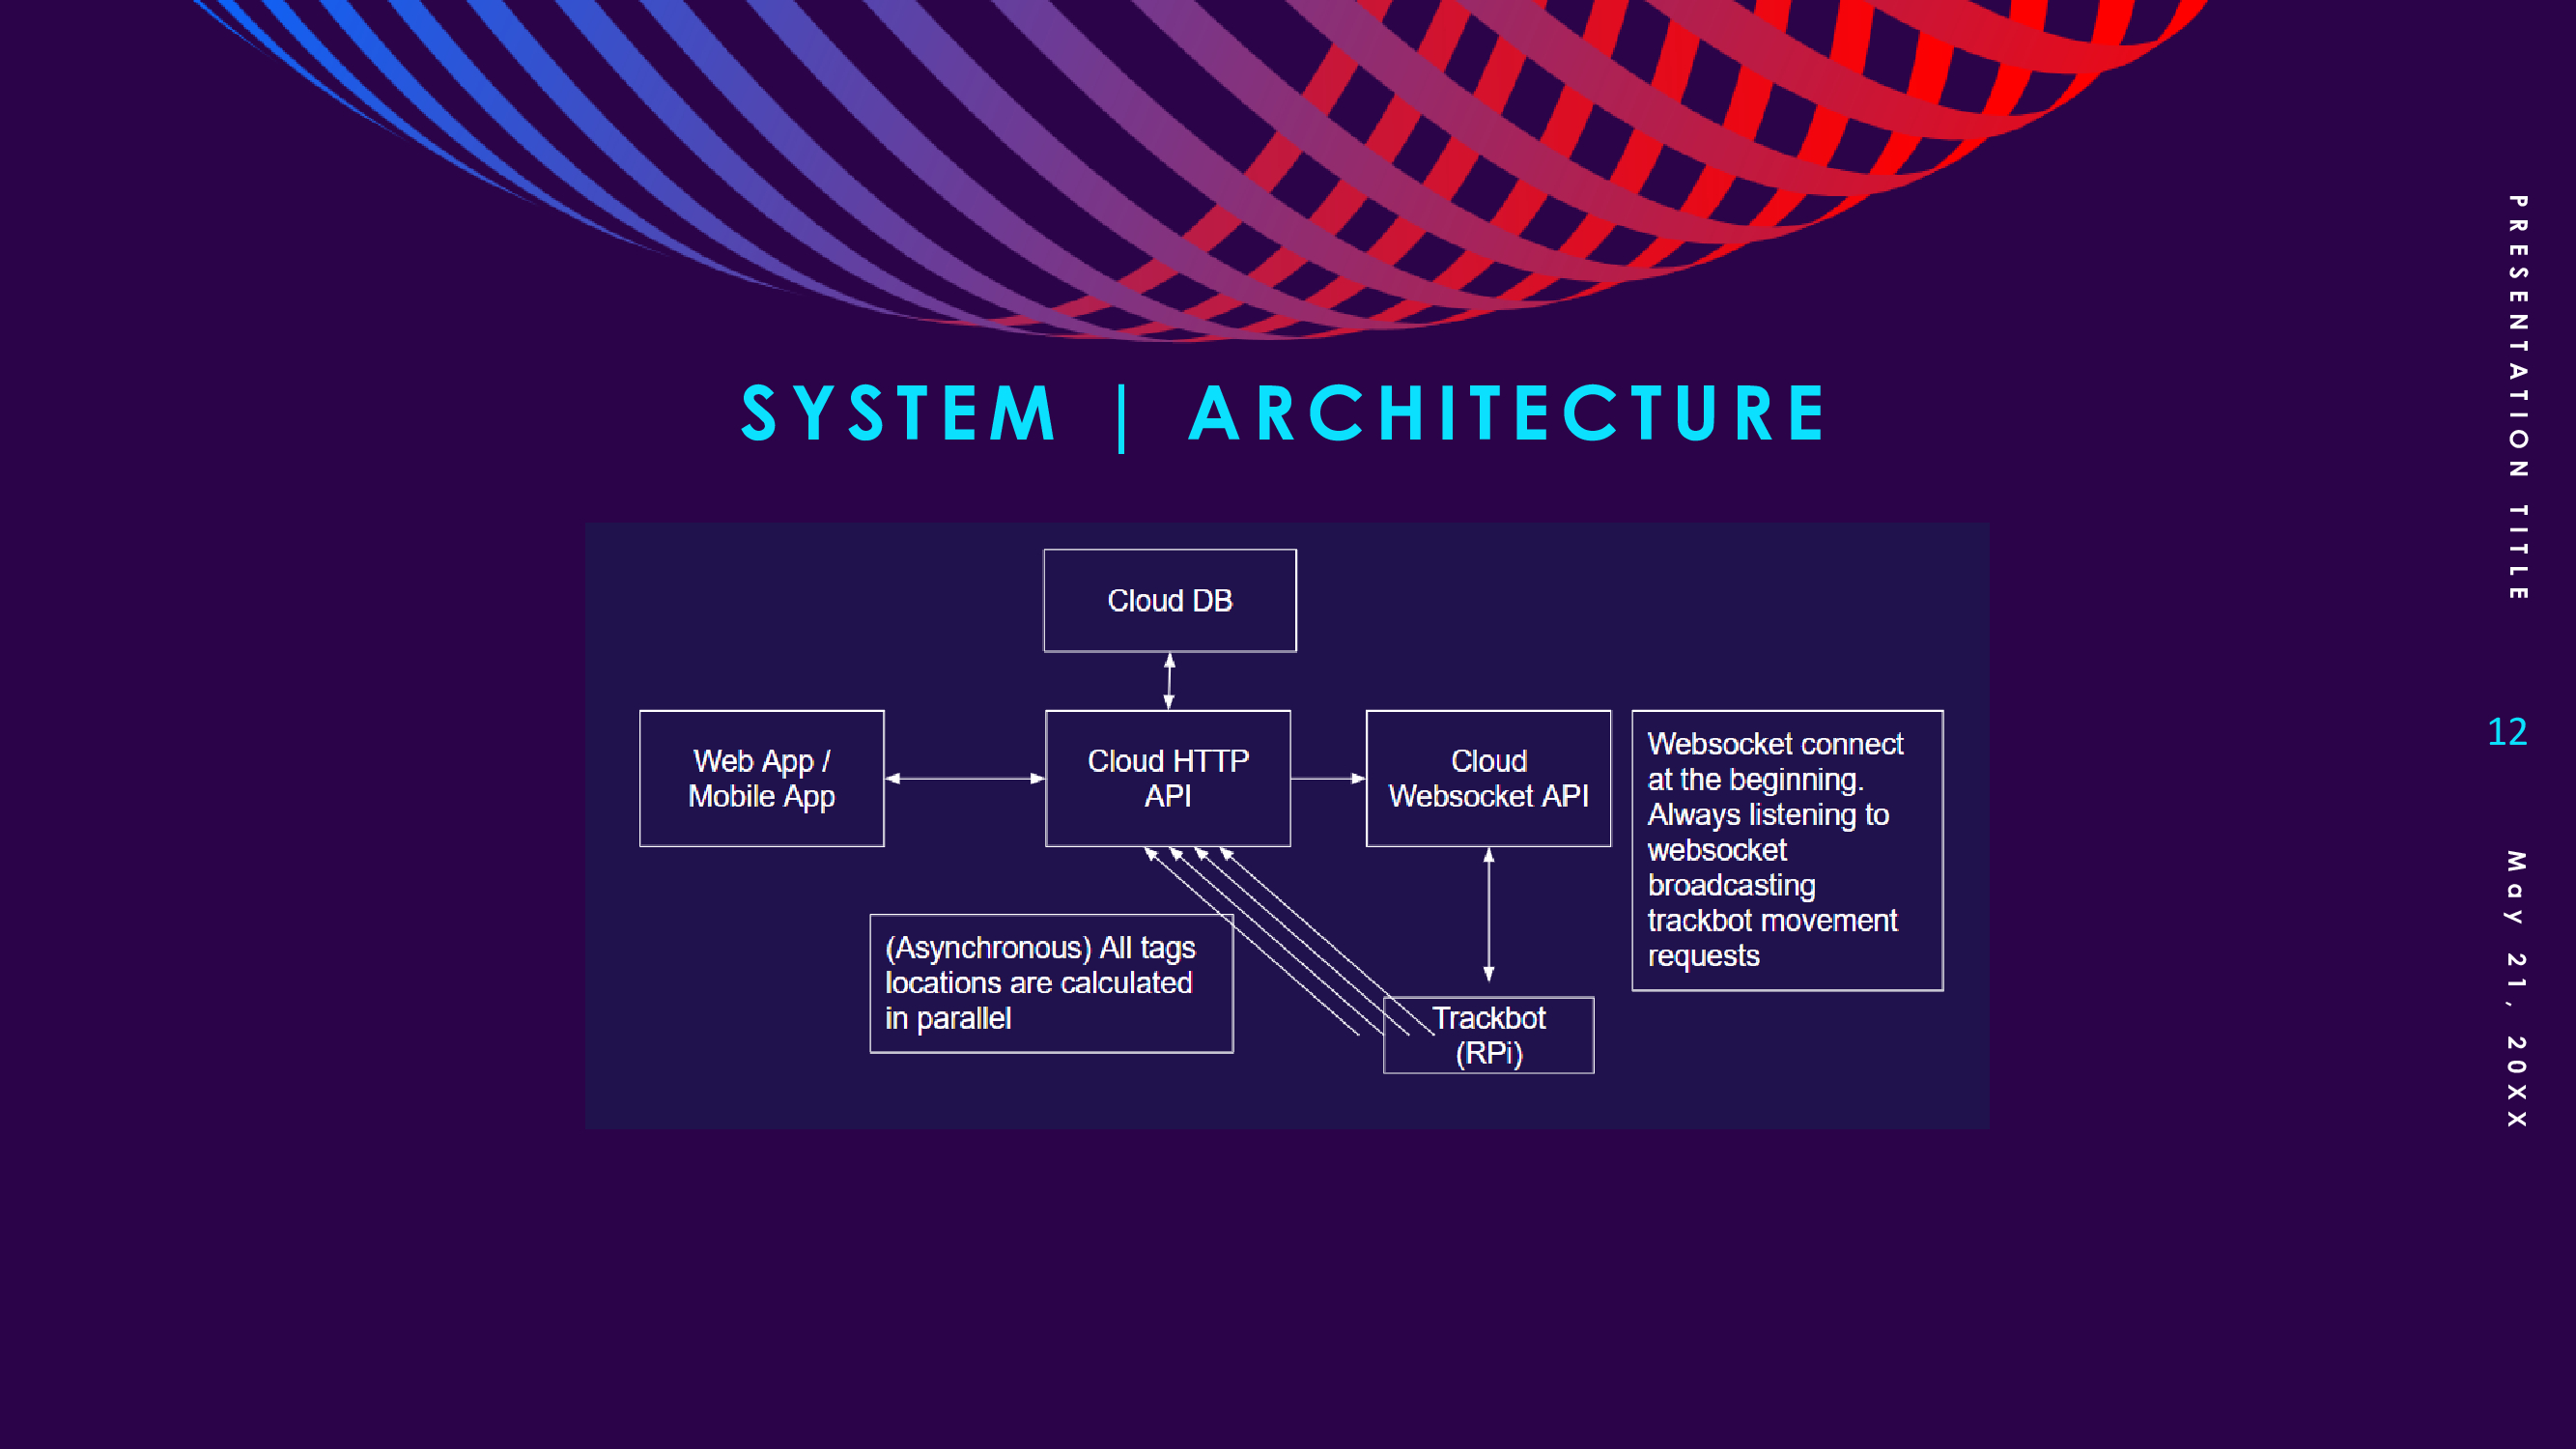 SYSTEM | ARCHITECTURE
Cloud DB
Web App /
Mobile App
Cloud HTTP
API
Cloud
Websocket API
Websocket connect
at the beginning.
Always listening to
websocket
broadcasting
trackbot movement
requests
(Asynchronous) All tags
locations are calculated
in parallel
Trackbot
(RPi)
PRESENTATION TITLE
12
May 21, 20XX